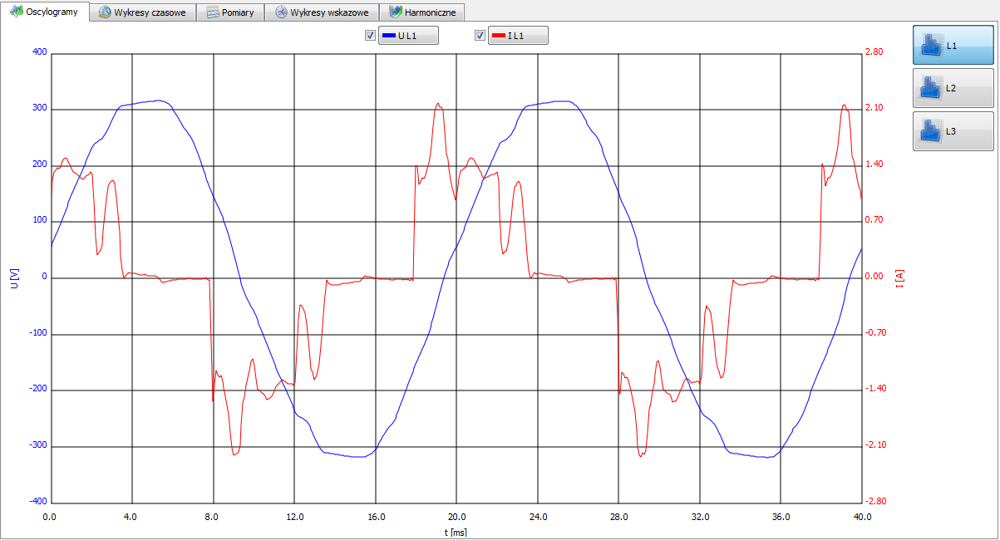 Oscylogramy Wykresy czasowe Pomiary Wykresy wskazowe Harmoniczne
U L1 I L1
L1
L2
L3
400 2.80
300 2.10
200 1.40
100 0.70
0 0.00
-100 -0.70
-200 -1.40
-300 -2.10
-400 -2.80
U [V]
I [A]
0.0 4.0 8.0 12.0 16.0 20.0 24.0 28.0 32.0 36.0 40.0
t [ms]